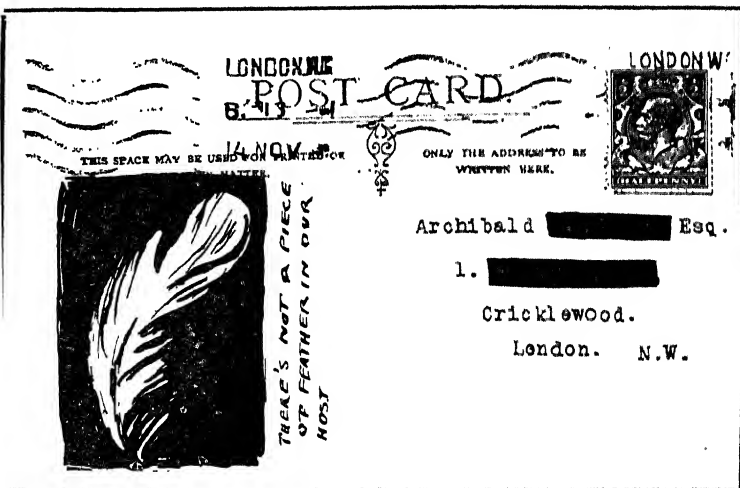 LONDON. N.W.
LONDON W
POST CARD.
14 NOV
THIS SPACE MAY BE USED FOR PRINTED OR
MATTER.
ONLY THE ADDRESS TO BE
WRITTEN HERE.
HALFPENNY
THERE'S NOT A PIECE
OF FEATHER IN OUR
HOST
Archibald Esq.
1.
Cricklewood.
London. N.W.